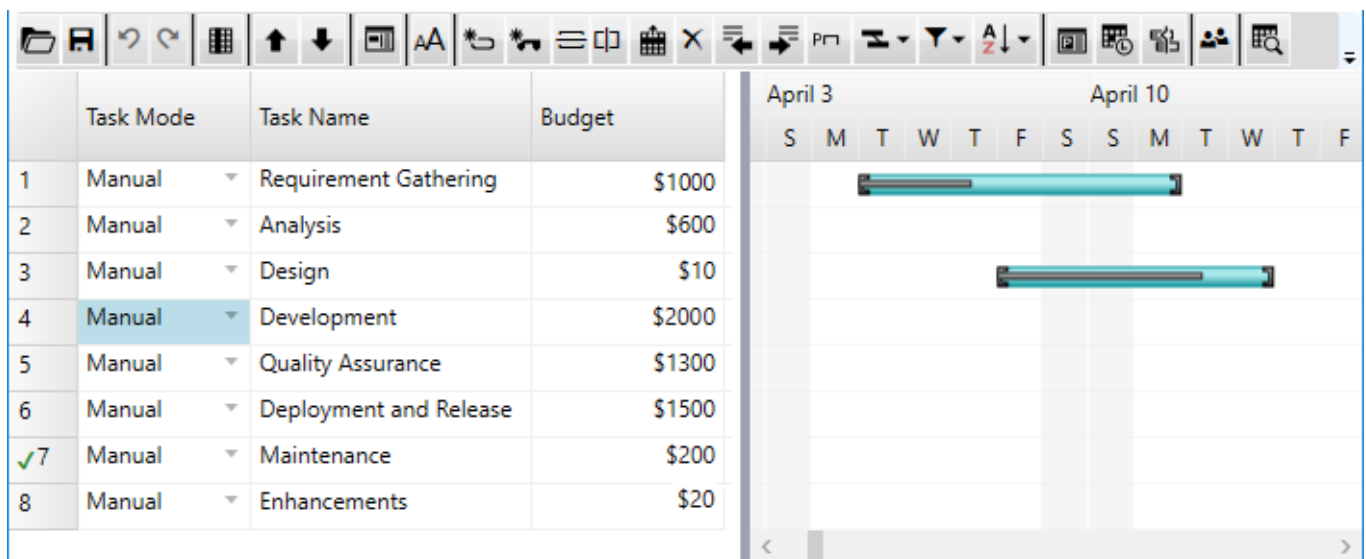 AA
P
A
Z
P
Task Mode Task Name Budget
April 3 April 10
S M T W T F S S M T W T F
1 Manual Requirement Gathering $1000
2 Manual Analysis $600
3 Manual Design $10
4 Manual Development $2000
5 Manual Quality Assurance $1300
6 Manual Deployment and Release $1500
7 Manual Maintenance $200
8 Manual Enhancements $20